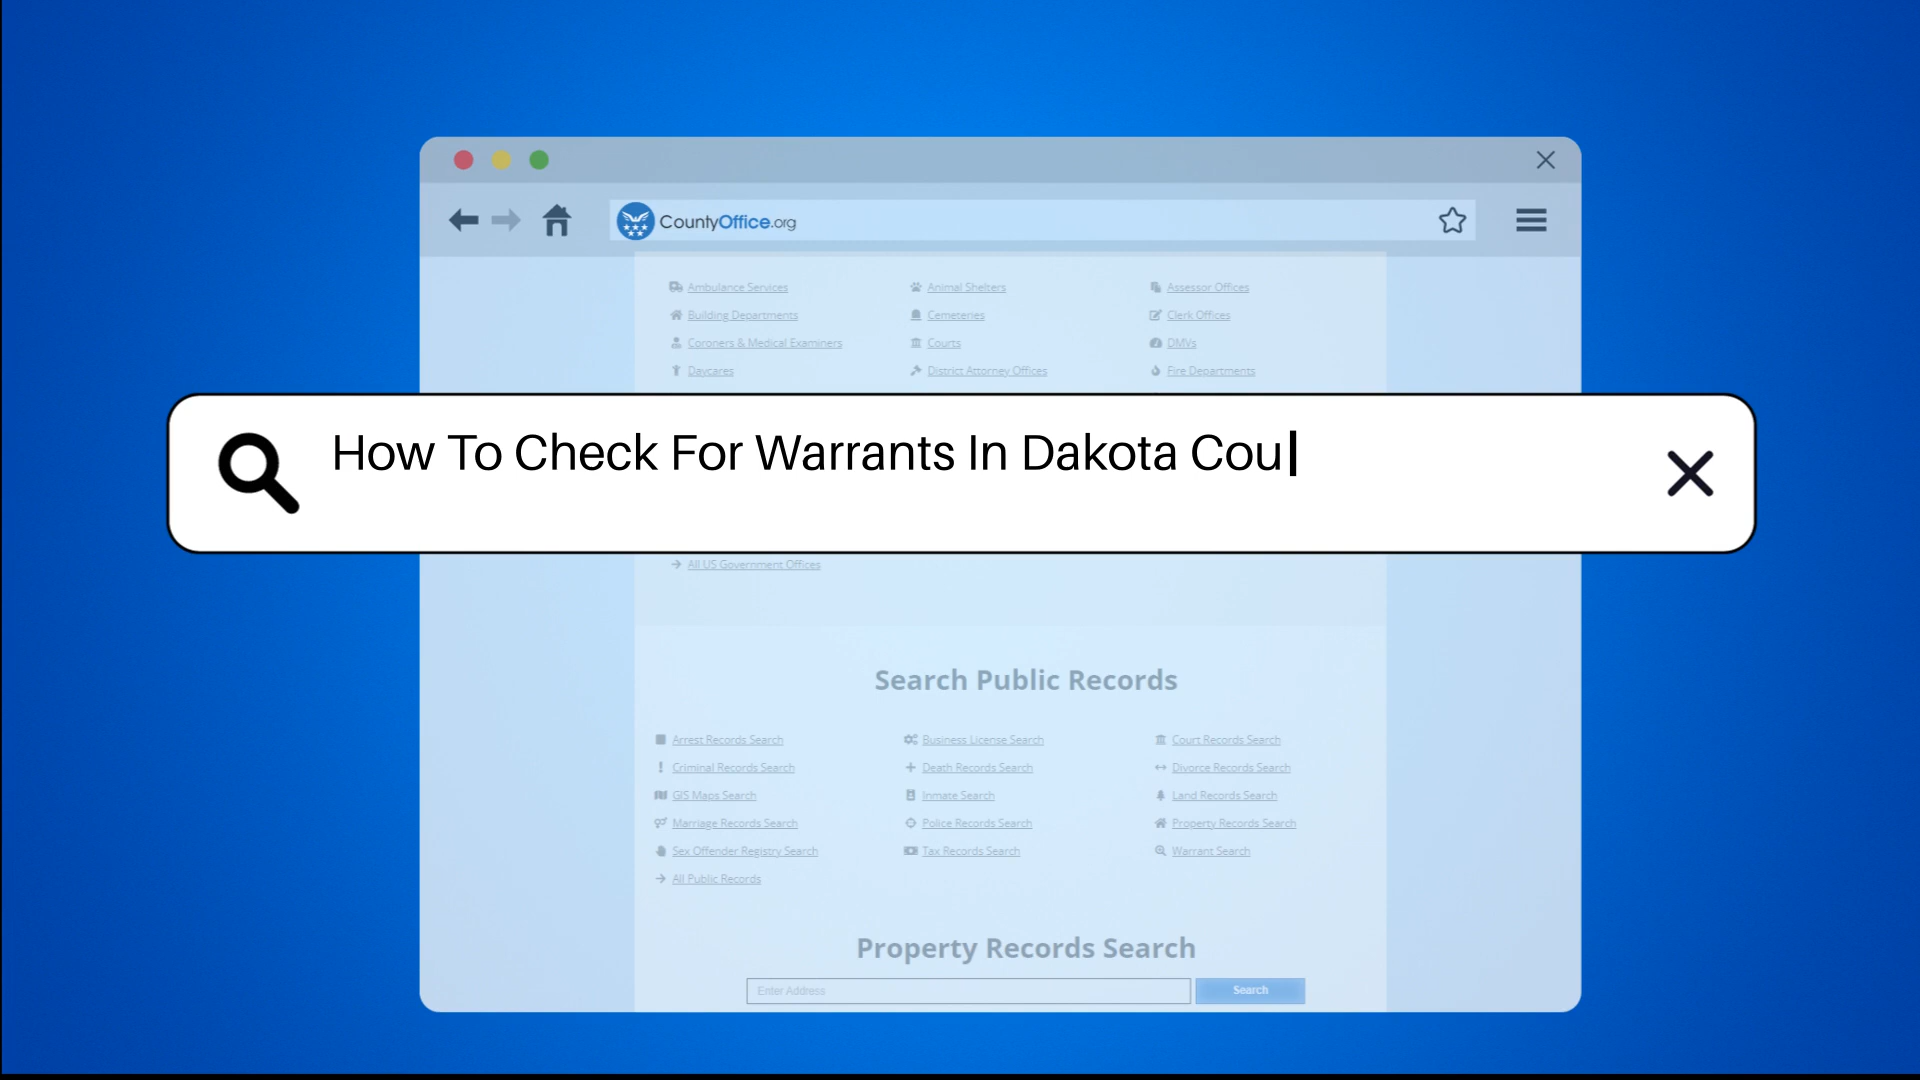 CountyOffice.org
Ambulance Services Animal Shelters Assessor Offices
Building Departments Cemeteries Clerk Offices
Coroners & Medical Examiners Courts DMVs
Daycares District Attorney Offices Fire Departments
How To Check For Warrants In Dakota Cou
All US Government Offices
Search Public Records
Arrest Records Search Business License Search Court Records Search
Criminal Records Search Death Records Search Divorce Records Search
GIS Maps Search Inmate Search Land Records Search
Marriage Records Search Police Records Search Property Records Search
Sex Offender Registry Search Tax Records Search Warrant Search
All Public Records
Property Records Search
Enter Address Search